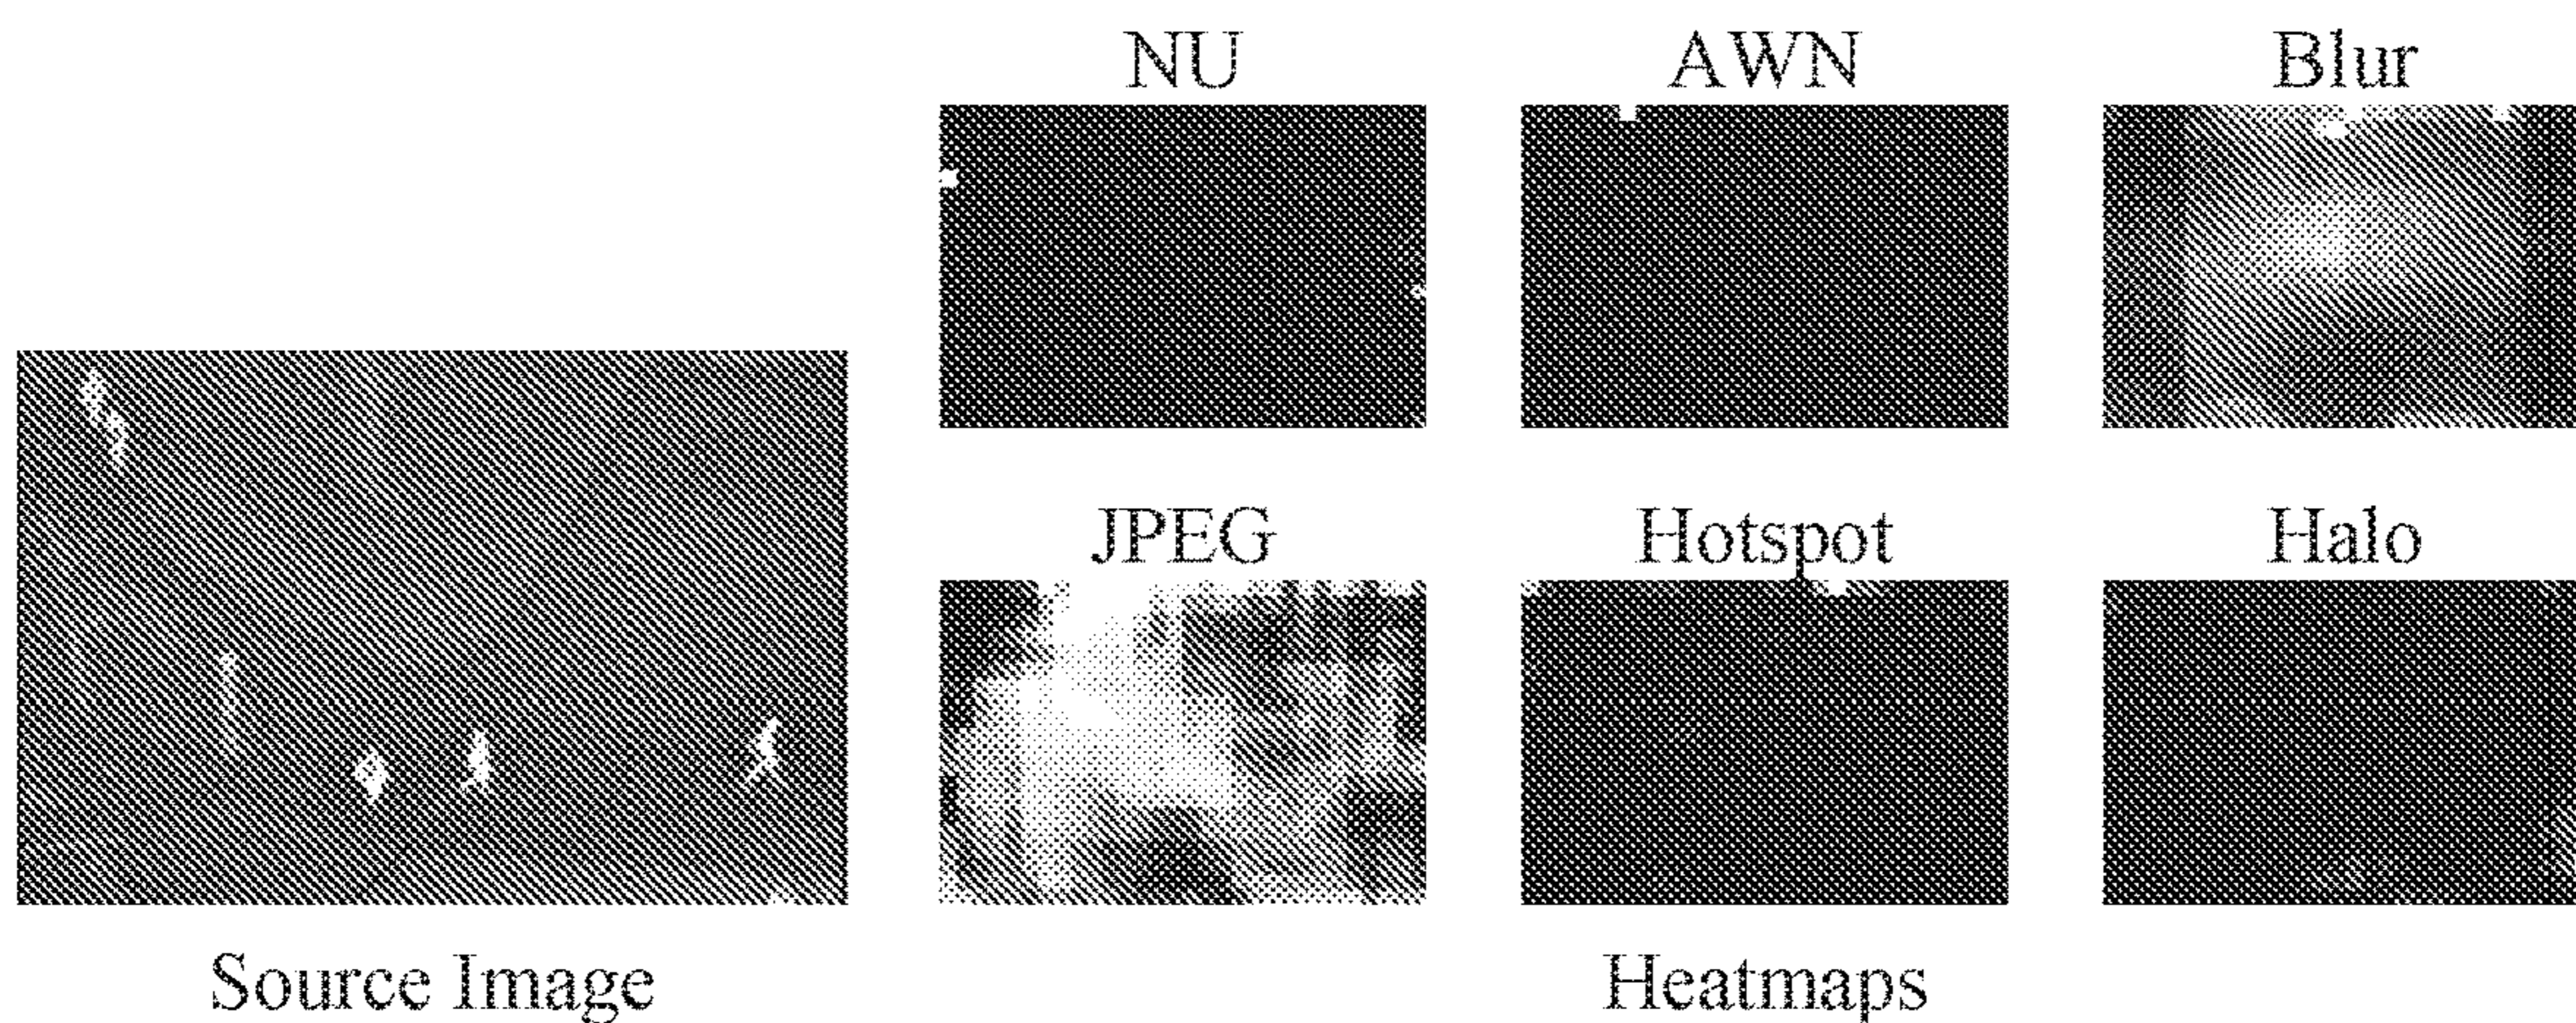 NU
AWN
Blur
JPEG
Hotspot
Halo
Source Image
Heatmaps